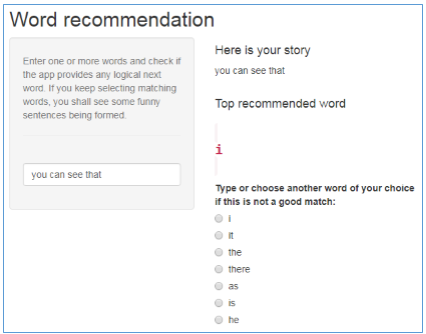 Word recommendation
Enter one or more words and check if
the app provides any logical next
word. If you keep selecting matching
words, you shall see some funny
sentences being formed.
you can see that
Here is your story
you can see that
Top recommended word
i
Type or choose another word of your choice
if this is not a good match:
i
it
the
there
as
is
he